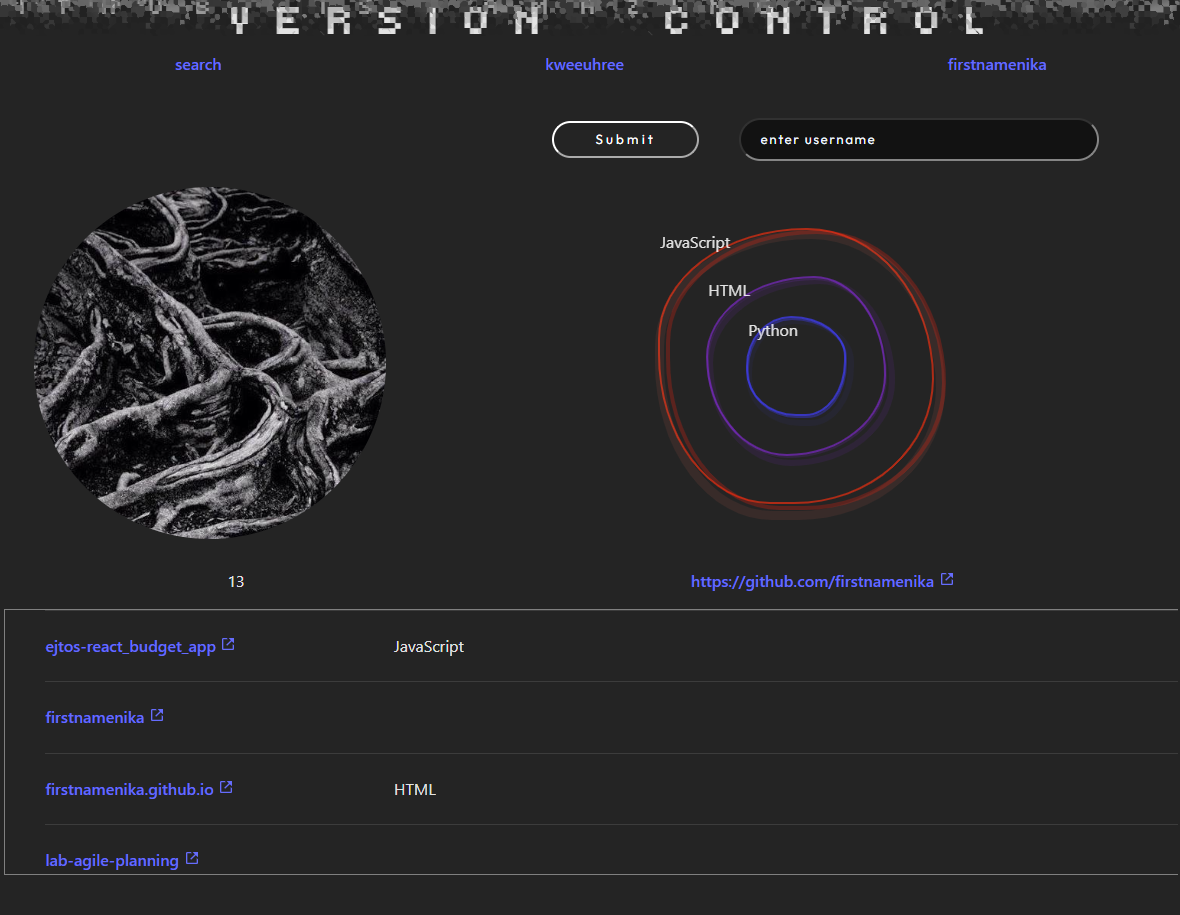 VERSION CONTROL
search kweeuhree firstnamenika
Submit enter username
JavaScript
HTML
Python
13 https://github.com/firstnamenika
ejtos-react_budget_app JavaScript
firstnamenika
firstnamenika.github.io HTML
lab-agile-planning